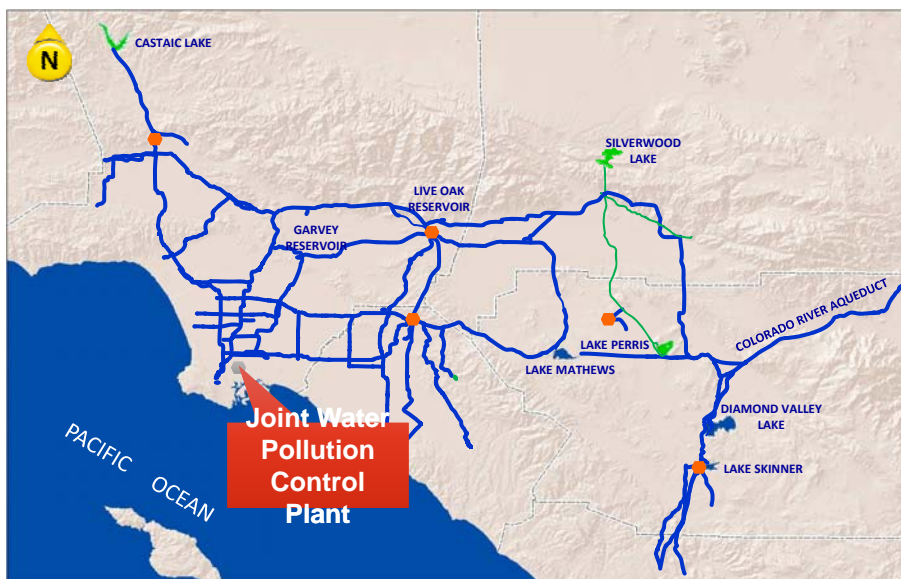 CASTAIC LAKE
N
SILVERWOOD
LAKE
LIVE OAK
RESERVOIR
GARVEY
RESERVOIR
COLORADO RIVER AQUEDUCT
LAKE PERRIS
LAKE MATHEWS
DIAMOND VALLEY
LAKE
Joint Water
Pollution
Control
Plant
LAKE SKINNER
PACIFIC OCEAN